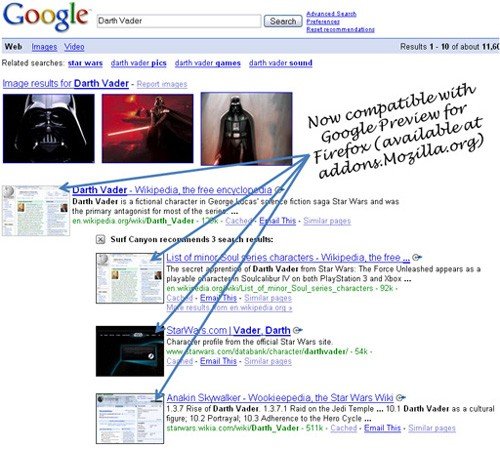 Google
Darth Vader
Search
Advanced Search
Preferences
Reset recommendations
Web Images Video
Results 1 - 10 of about 11,60
Related searches: star wars darth vader pics darth vader games darth vader sound
Image results for Darth Vader - Report images
Now compatible with
Google Preview for
Firefox (available at
addons.Mozilla.org)
Darth Vader - Wikipedia, the free encyclopedia
Darth Vader is a fictional character in George Lucas' science fiction saga Star Wars and was
the primary antagonist for most of the series. ...
en.wikipedia.org/wiki/Darth_Vader - 129k - Cached - Email This - Similar pages
Surf Canyon recommends 3 search results:
List of minor Soul series characters - Wikipedia, the free ...
The secret apprentice of Darth Vader from Star Wars: The Force Unleashed appears as a
playable character in Soulcalibur IV on both PlayStation 3 and Xbox ...
en.wikipedia.org/wiki/List_of_minor_Soul_series_characters - 92k -
Cached - Email This - Similar pages
More results from en.wikipedia.org »
StarWars.com | Vader, Darth
Character profile from the official Star Wars site.
www.starwars.com/databank/character/darthvader/ - 54k -
Cached - Email This - Similar pages
Anakin Skywalker - Wookieepedia, the Star Wars Wiki
1.3.7 Rise of Darth Vader. 1.3.7.1 Raid on the Jedi Temple ... 10.1 Darth Vader as a cultural
figure; 10.2 Portrayal; 10.3 Adherence to the Hero Cycle ...
starwars.wikia.com/wiki/Darth_Vader - 511k - Cached - Email This - Similar pages